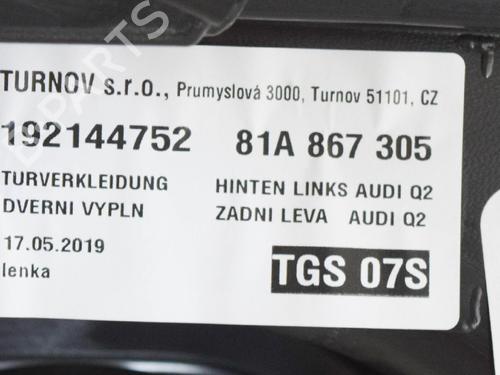 TURNOV s.r.o., Prumyslová 3000, Turnov 51101, CZ
192144752 81A 867 305
TURVERKLEIDUNG HINTEN LINKS AUDI Q2
DVERNI VYPLN ZADNI LEVA AUDI Q2
17.05.2019
lenka
TGS 07S